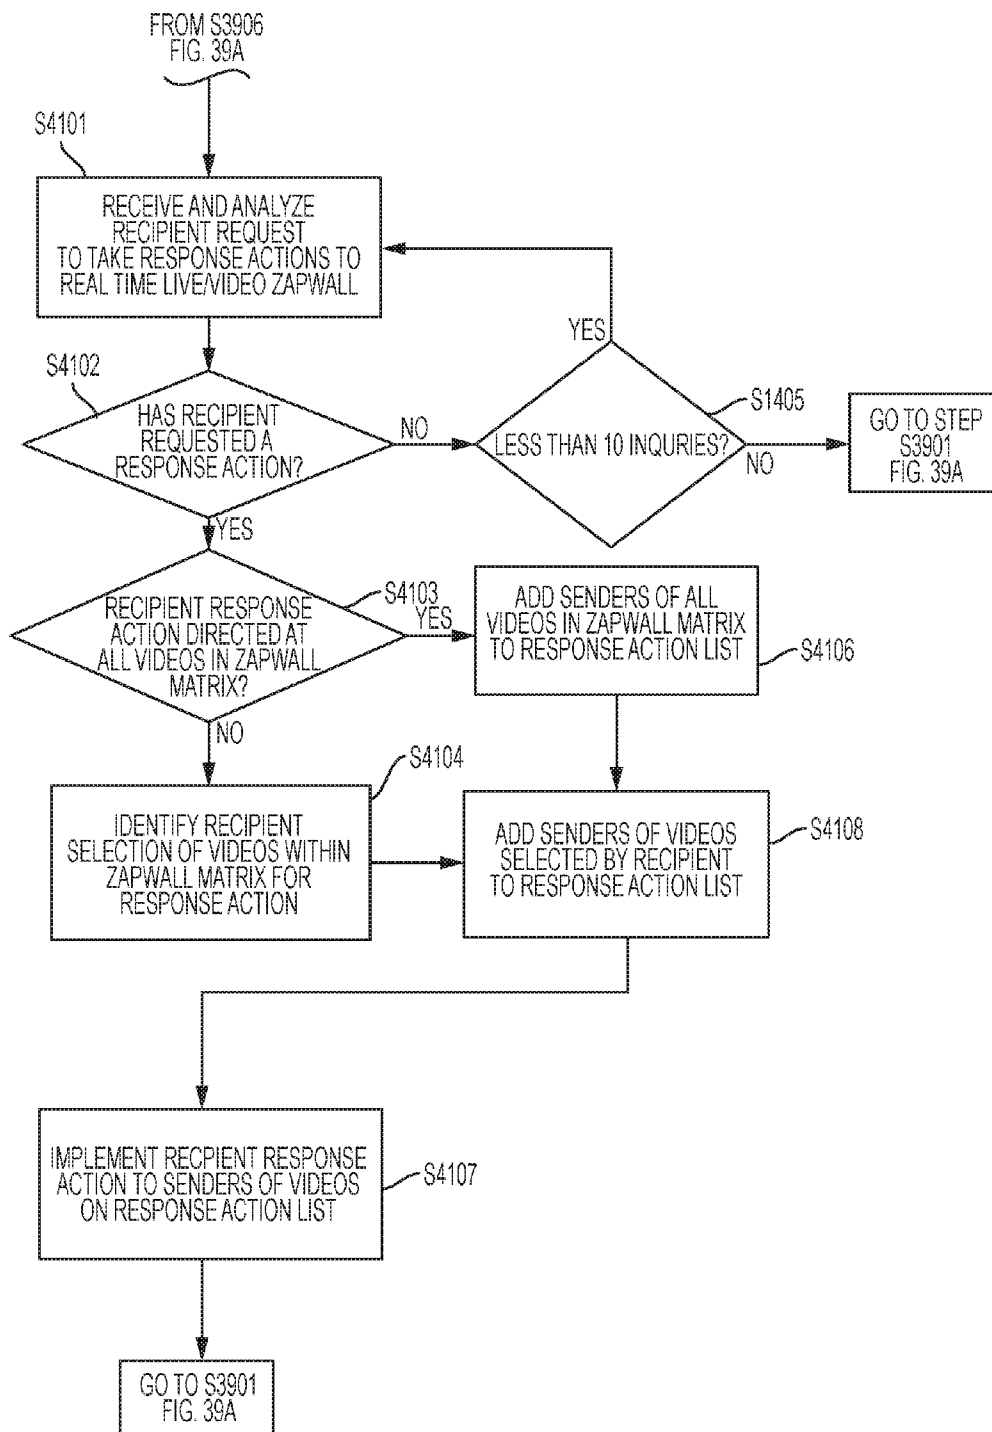 FROM S3906
FIG. 39A
S4101
RECEIVE AND ANALYZE
RECIPIENT REQUEST
TO TAKE RESPONSE ACTIONS TO
REAL TIME LIVE/VIDEO ZAPWALL
S4102
HAS RECIPIENT
REQUESTED A
RESPONSE ACTION?
NO
YES
YES
LESS THAN 10 INQURIES?
S1405
NO
GO TO STEP
S3901
FIG. 39A
RECIPIENT RESPONSE
ACTION DIRECTED AT
ALL VIDEOS IN ZAPWALL
MATRIX?
S4103
YES
NO
ADD SENDERS OF ALL
VIDEOS IN ZAPWALL MATRIX
TO RESPONSE ACTION LIST
S4106
S4104
IDENTIFY RECIPIENT
SELECTION OF VIDEOS WITHIN
ZAPWALL MATRIX FOR
RESPONSE ACTION
ADD SENDERS OF VIDEOS
SELECTED BY RECIPIENT
TO RESPONSE ACTION LIST
S4108
IMPLEMENT RECPIENT RESPONSE
ACTION TO SENDERS OF VIDEOS
ON RESPONSE ACTION LIST
S4107
GO TO S3901
FIG. 39A